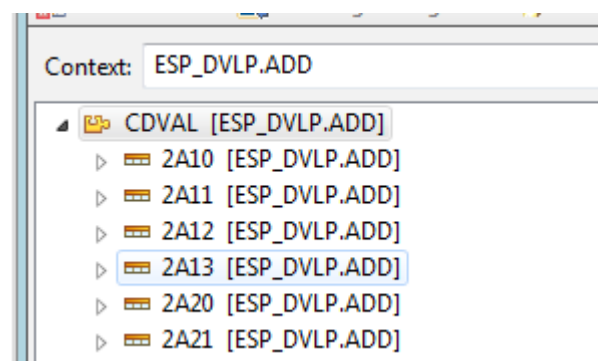 Context: ESP_DVLP.ADD
CDVAL [ESP_DVLP.ADD]
2A10 [ESP_DVLP.ADD]
2A11 [ESP_DVLP.ADD]
2A12 [ESP_DVLP.ADD]
2A13 [ESP_DVLP.ADD]
2A20 [ESP_DVLP.ADD]
2A21 [ESP_DVLP.ADD]